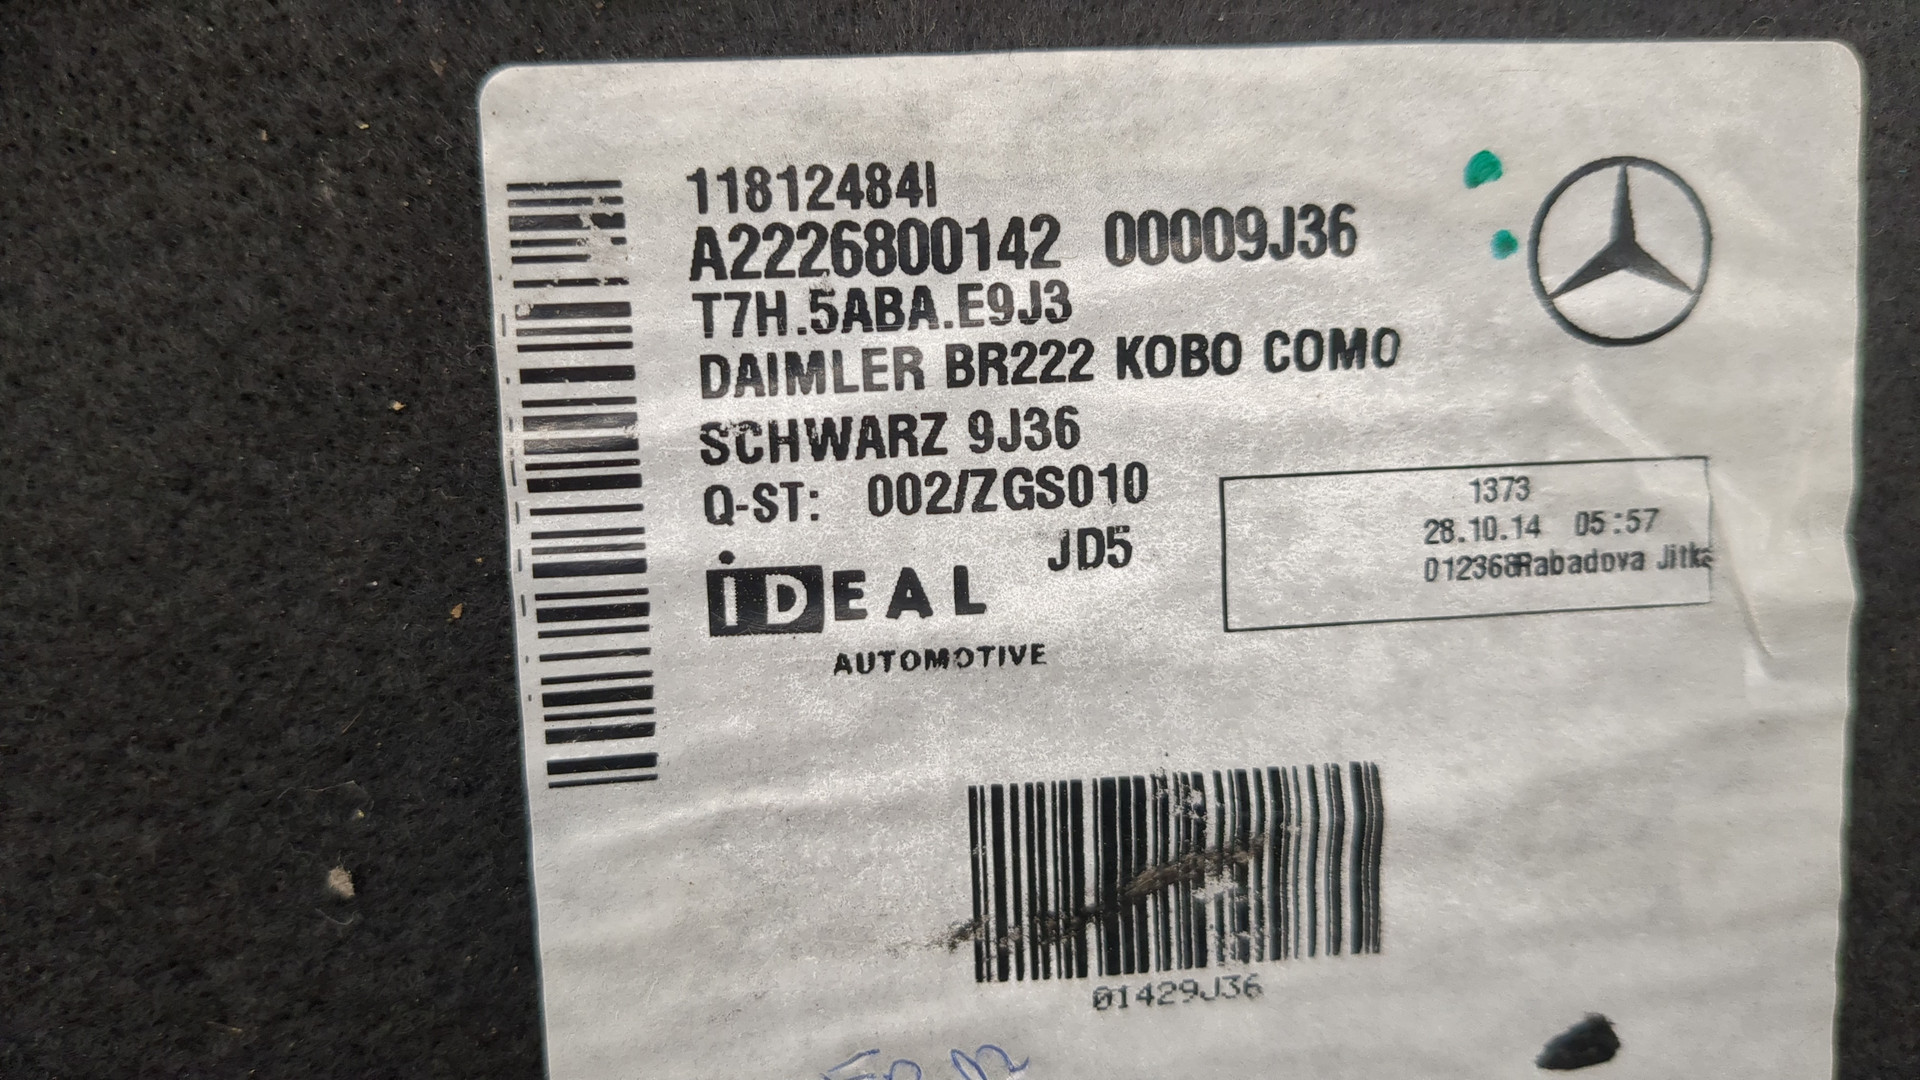 11812484I
A2226800142 00009J36
T7H.5ABA.E9J3
DAIMLER BR222 KOBO COMO
SCHWARZ 9J36
Q-ST: 002/ZGS010
JD5
iDEAL
AUTOMOTIVE
1373
28.10.14 05:57
012368Rabadova Jitka
01429J36